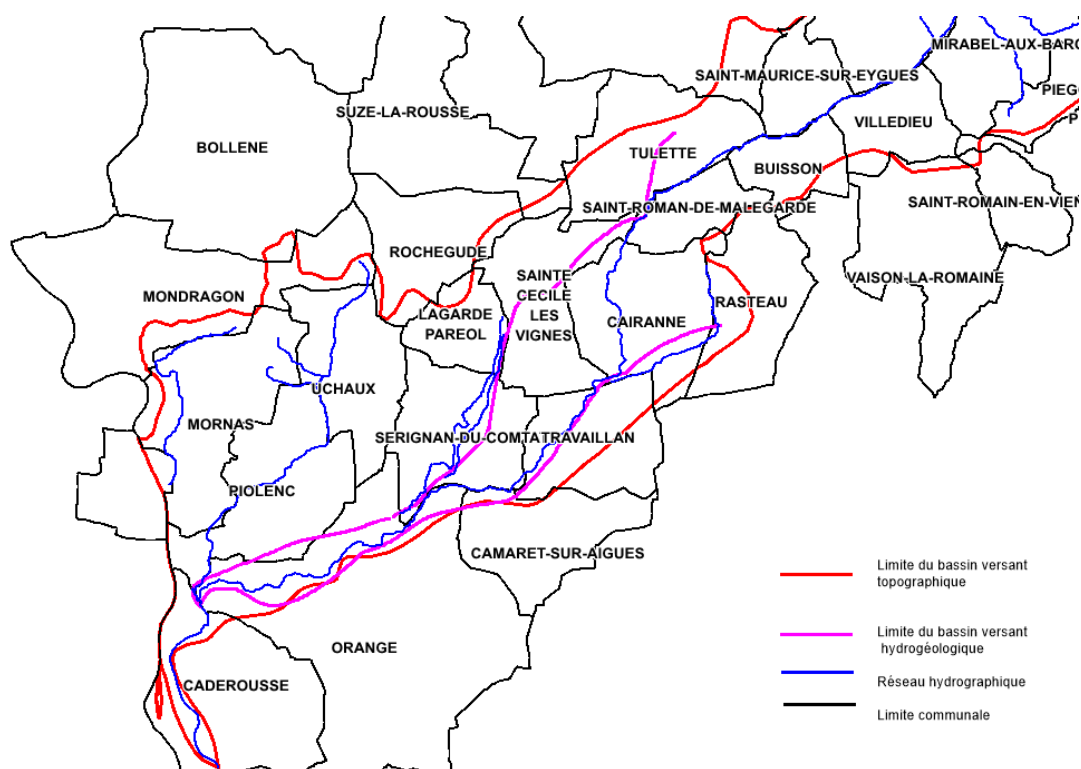 MIRABEL-AUX-BARO
SAINT-MAURICE-SUR-EYGUES
PIEGO
SUZE-LA-ROUSSE
VILLEDIEU
BOLLENE
TULETTE
BUISSON
SAINT-ROMAN-DE-MALEGARDE
SAINT-ROMAIN-EN-VIEN
ROCHEGUDE
SAINTE
CECILE
LES
VIGNES
VAISON-LA-ROMAINE
MONDRAGON
RASTEAU
LAGARDE
PAREOL
CAIRANNE
UCHAUX
MORNAS
SERIGNAN-DU-COMTATRAVAILLAN
PIOLENC
CAMARET-SUR-AIGUES
ORANGE
CADEROUSSE
Limite du bassin versant
topographique
Limite du bassin versant
hydrogéologique
Réseau hydrographique
Limite communale